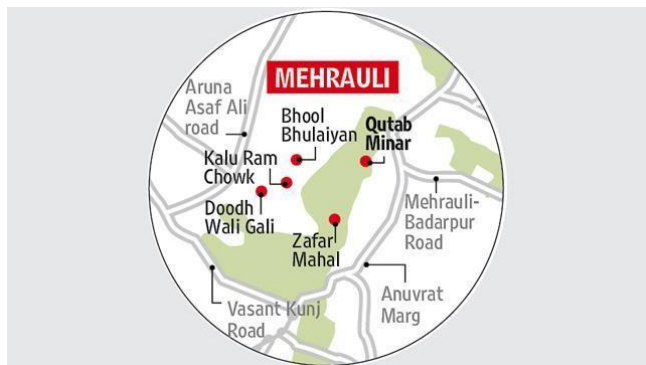 MEHRAULI
Aruna
Asaf Ali
road
Bhool
Bhulaiyan
Qutab
Minar
Kalu Ram
Chowk
Doodh
Wali Gali
Zafar
Mahal
Mehrauli-
Badarpur
Road
Anuvrat
Marg
Vasant Kunj
Road